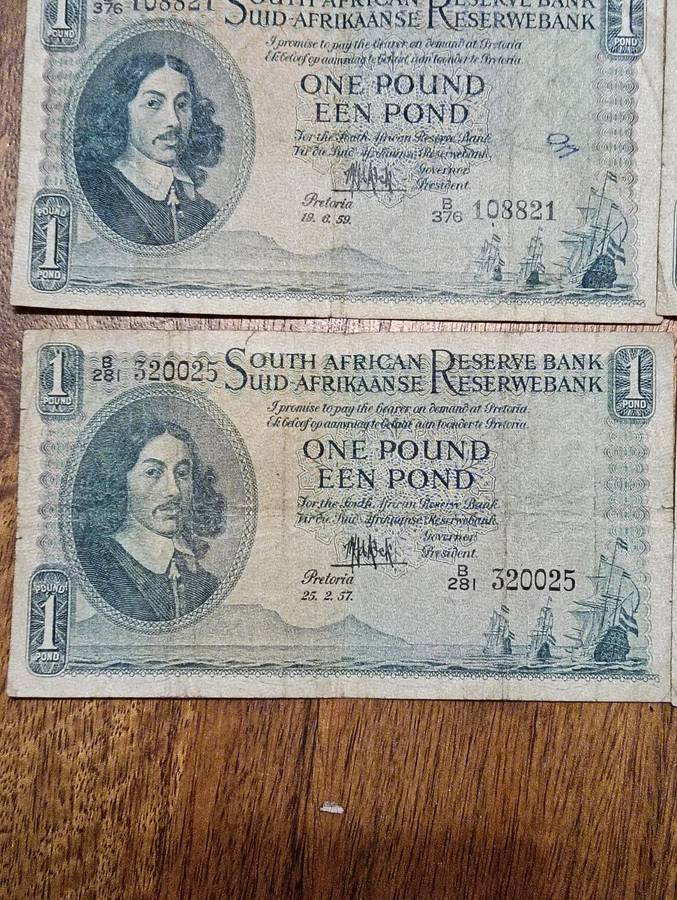 1
POUND
B
376 108821
SOUTH AFRICAN RESERVE BANK
SUID-AFRIKAANSE RESERWEBANK
1
POND
I promise to pay the bearer on demand at Pretoria
Ek beloof op aanvraag te betaal aan toonder te Pretoria
ONE POUND
EEN POND
For the South African Reserve Bank
Vir die Suid-Afrikaanse Reserwebank
Governor
President
Pretoria
19. 6. 59.
B
376 108821
POUND
1
POND
1
POUND
B
281 320025
SOUTH AFRICAN RESERVE BANK
SUID-AFRIKAANSE RESERWEBANK
1
POND
I promise to pay the bearer on demand at Pretoria.
Ek beloof op aanvraag te betaal aan toonder te Pretoria.
ONE POUND
EEN POND
For the South African Reserve Bank
Vir die Suid-Afrikaanse Reserwebank.
Governor
President.
Pretoria
25. 2. 57.
B
281 320025
POUND
1
POND